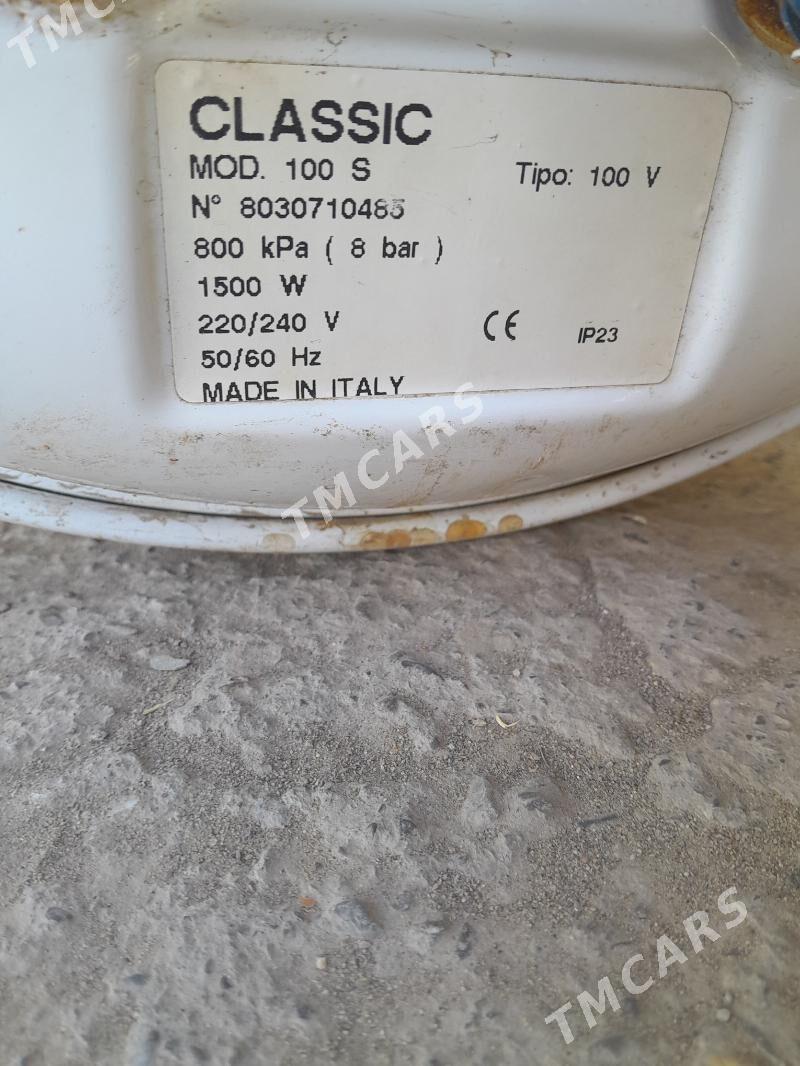 TMCARS
CLASSIC
MOD. 100 S
Tipo: 100 V
N° 8030710485
800 kPa ( 8 bar )
1500 W
220/240 V
CE
IP23
50/60 Hz
MADE IN ITALY
TMCARS
TMCARS